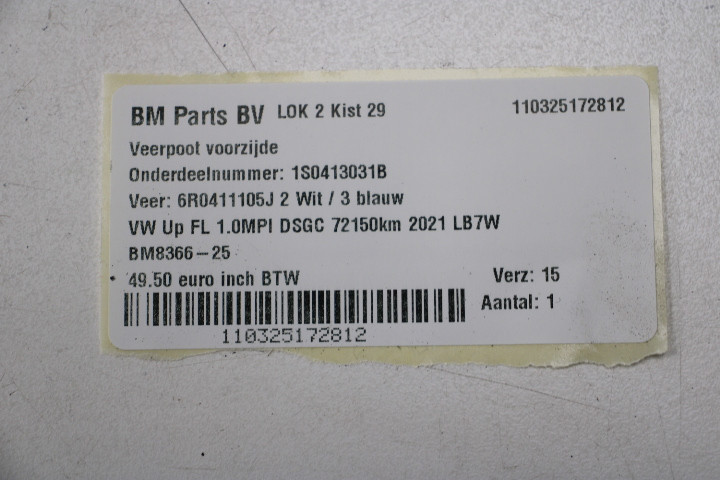 BM Parts BV LOK 2 Kist 29 110325172812
Veerpoot voorzijde
Onderdeelnummer: 1S0413031B
Veer: 6R0411105J 2 Wit / 3 blauw
VW Up FL 1.0MPI DSGC 72150km 2021 LB7W
BM8366-25
49.50 euro inch BTW Verz: 15
Aantal: 1
110325172812